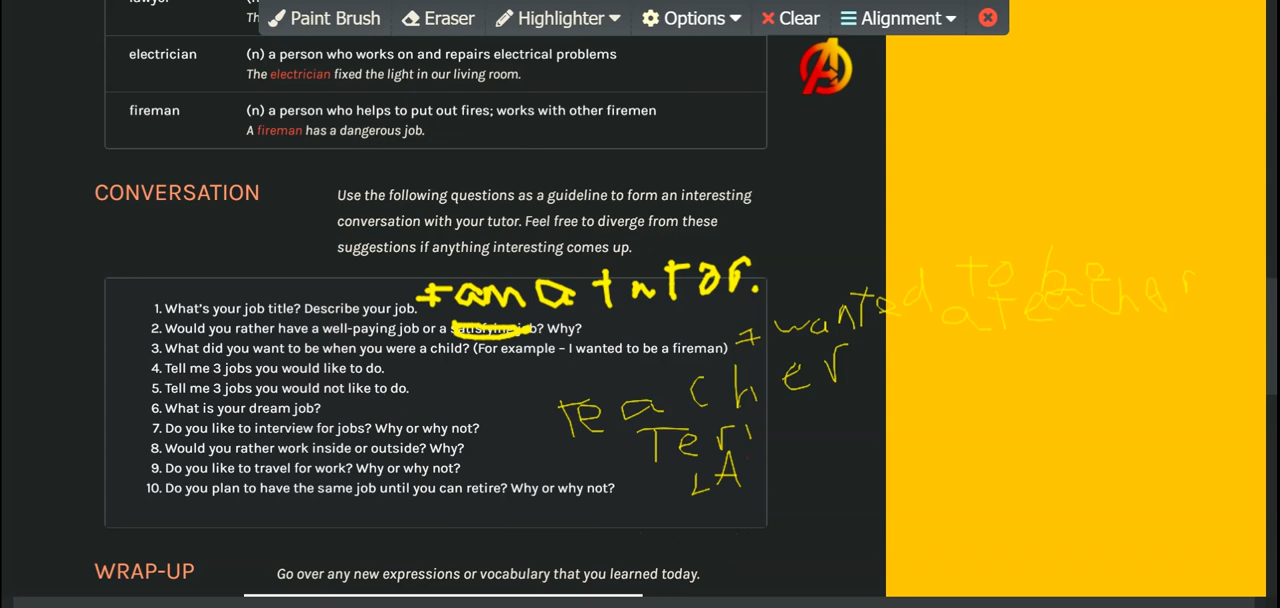 lawyer
Paint Brush Eraser Highlighter Options Clear Alignment
electrician (n) a person who works on and repairs electrical problems
The electrician fixed the light in our living room.
fireman (n) a person who helps to put out fires; works with other firemen
A fireman has a dangerous job.
CONVERSATION Use the following questions as a guideline to form an interesting
conversation with your tutor. Feel free to diverge from these
suggestions if anything interesting comes up.
I am a tutor.
1. What's your job title? Describe your job.
2. Would you rather have a well-paying job or a satisfying job? Why?
3. What did you want to be when you were a child? (For example – I wanted to be a fireman)
I wanted to be a teacher
4. Tell me 3 jobs you would like to do.
5. Tell me 3 jobs you would not like to do.
teacher
6. What is your dream job?
7. Do you like to interview for jobs? Why or why not?
Teri
8. Would you rather work inside or outside? Why?
9. Do you like to travel for work? Why or why not?
LA
10. Do you plan to have the same job until you can retire? Why or why not?
WRAP-UP Go over any new expressions or vocabulary that you learned today.